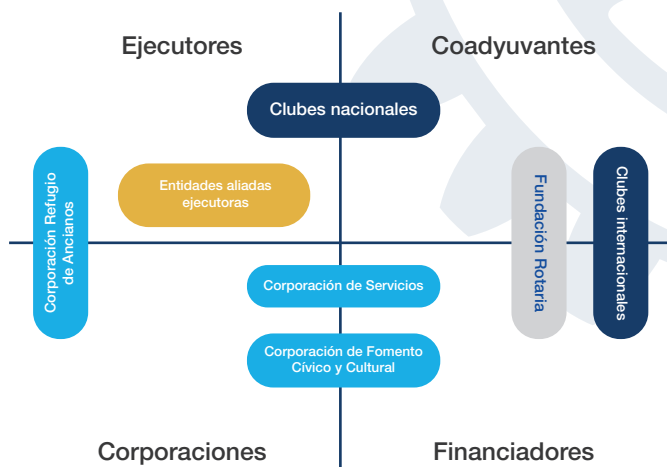 Ejecutores
Coadyuvantes
Clubes nacionales
Entidades aliadas
ejecutoras
Corporación Refugio
de Ancianos
Fundación Rotaria
Clubes internacionales
Corporación de Servicios
Corporación de Fomento
Cívico y Cultural
Corporaciones
Financiadores